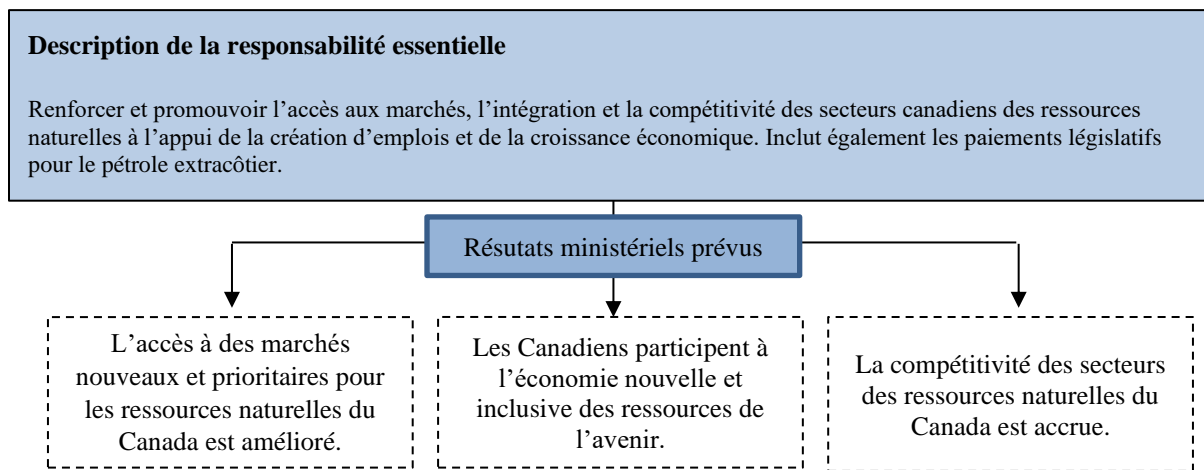 Description de la responsabilité essentielle
Renforcer et promouvoir l’accès aux marchés, l’intégration et la compétitivité des secteurs canadiens des ressources
naturelles à l’appui de la création d’emplois et de la croissance économique. Inclut également les paiements législatifs
pour le pétrole extracôtier.
Résutats ministériels prévus
L’accès à des marchés
nouveaux et prioritaires pour
les ressources naturelles du
Canada est amélioré.
Les Canadiens participent à
l’économie nouvelle et
inclusive des ressources de
l’avenir.
La compétitivité des secteurs
des ressources naturelles du
Canada est accrue.